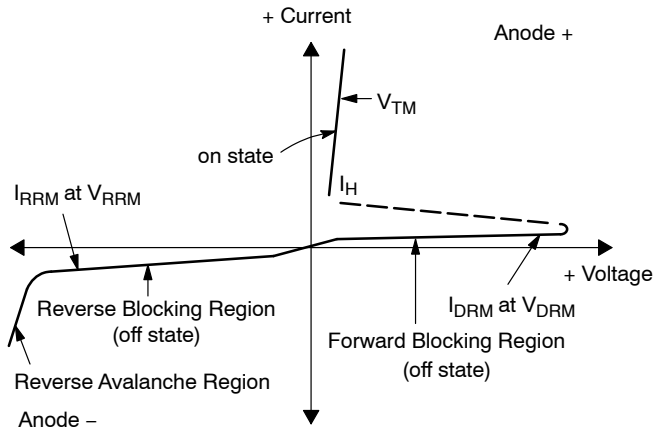 + Current
Anode +
V_TM
on state
I_H
I_RRM at V_RRM
+ Voltage
Reverse Blocking Region
(off state)
I_DRM at V_DRM
Forward Blocking Region
(off state)
Reverse Avalanche Region
Anode −